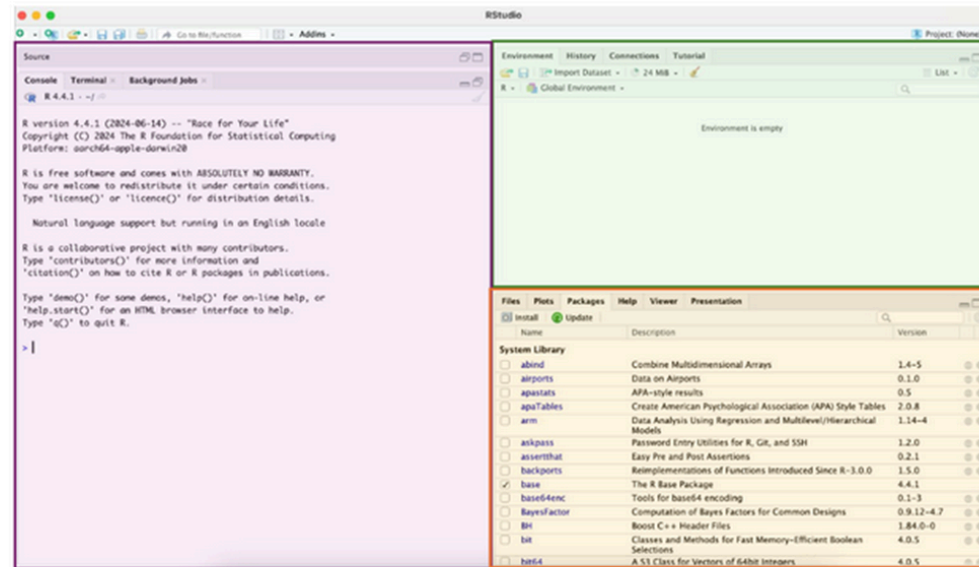 RStudio
Go to file/function
Addins
Project: (None
Source
Console Terminal Background Jobs
R 4.4.1 · ~/
R version 4.4.1 (2024-06-14) -- "Race for Your Life"
Copyright (C) 2024 The R Foundation for Statistical Computing
Platform: aarch64-apple-darwin20
R is free software and comes with ABSOLUTELY NO WARRANTY.
You are welcome to redistribute it under certain conditions.
Type 'license()' or 'licence()' for distribution details.
Natural language support but running in an English locale
R is a collaborative project with many contributors.
Type 'contributors()' for more information and
'citation()' on how to cite R or R packages in publications.
Type 'demo()' for some demos, 'help()' for on-line help, or
'help.start()' for an HTML browser interface to help.
Type 'q()' to quit R.
>
Environment History Connections Tutorial
Import Dataset 24 MiB List
R Global Environment
Environment is empty
Files Plots Packages Help Viewer Presentation
Install Update
Name Description Version
System Library
abind Combine Multidimensional Arrays 1.4-5
airports Data on Airports 0.1.0
apastats APA-style results 0.5
apaTables Create American Psychological Association (APA) Style Tables 2.0.8
arm Data Analysis Using Regression and Multilevel/Hierarchical 1.14-4
Models
askpass Password Entry Utilities for R, Git, and SSH 1.2.0
assertthat Easy Pre and Post Assertions 0.2.1
backports Reimplementations of Functions Introduced Since R-3.0.0 1.5.0
base The R Base Package 4.4.1
base64enc Tools for base64 encoding 0.1-3
BayesFactor Computation of Bayes Factors for Common Designs 0.9.12-4.7
BH Boost C++ Header Files 1.84.0-0
bit Classes and Methods for Fast Memory-Efficient Boolean 4.0.5
Selections
bit64 A S3 Class for Vectors of 64bit Integers 4.0.5